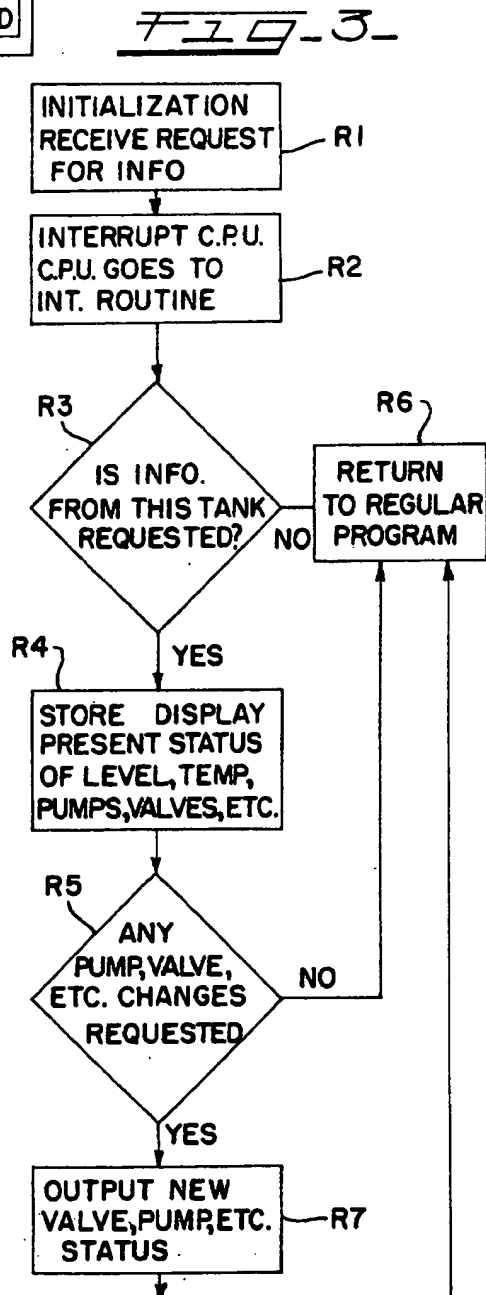 D
Fig-3-
INITIALIZATION
RECEIVE REQUEST
FOR INFO
R1
INTERRUPT C.P.U.
C.P.U. GOES TO
INT. ROUTINE
R2
R3
IS INFO.
FROM THIS TANK
REQUESTED?
NO
R6
RETURN
TO REGULAR
PROGRAM
YES
R4
STORE DISPLAY
PRESENT STATUS
OF LEVEL, TEMP,
PUMPS, VALVES, ETC.
R5
ANY
PUMP, VALVE,
ETC. CHANGES
REQUESTED
NO
YES
OUTPUT NEW
VALVE, PUMP, ETC.
STATUS
R7